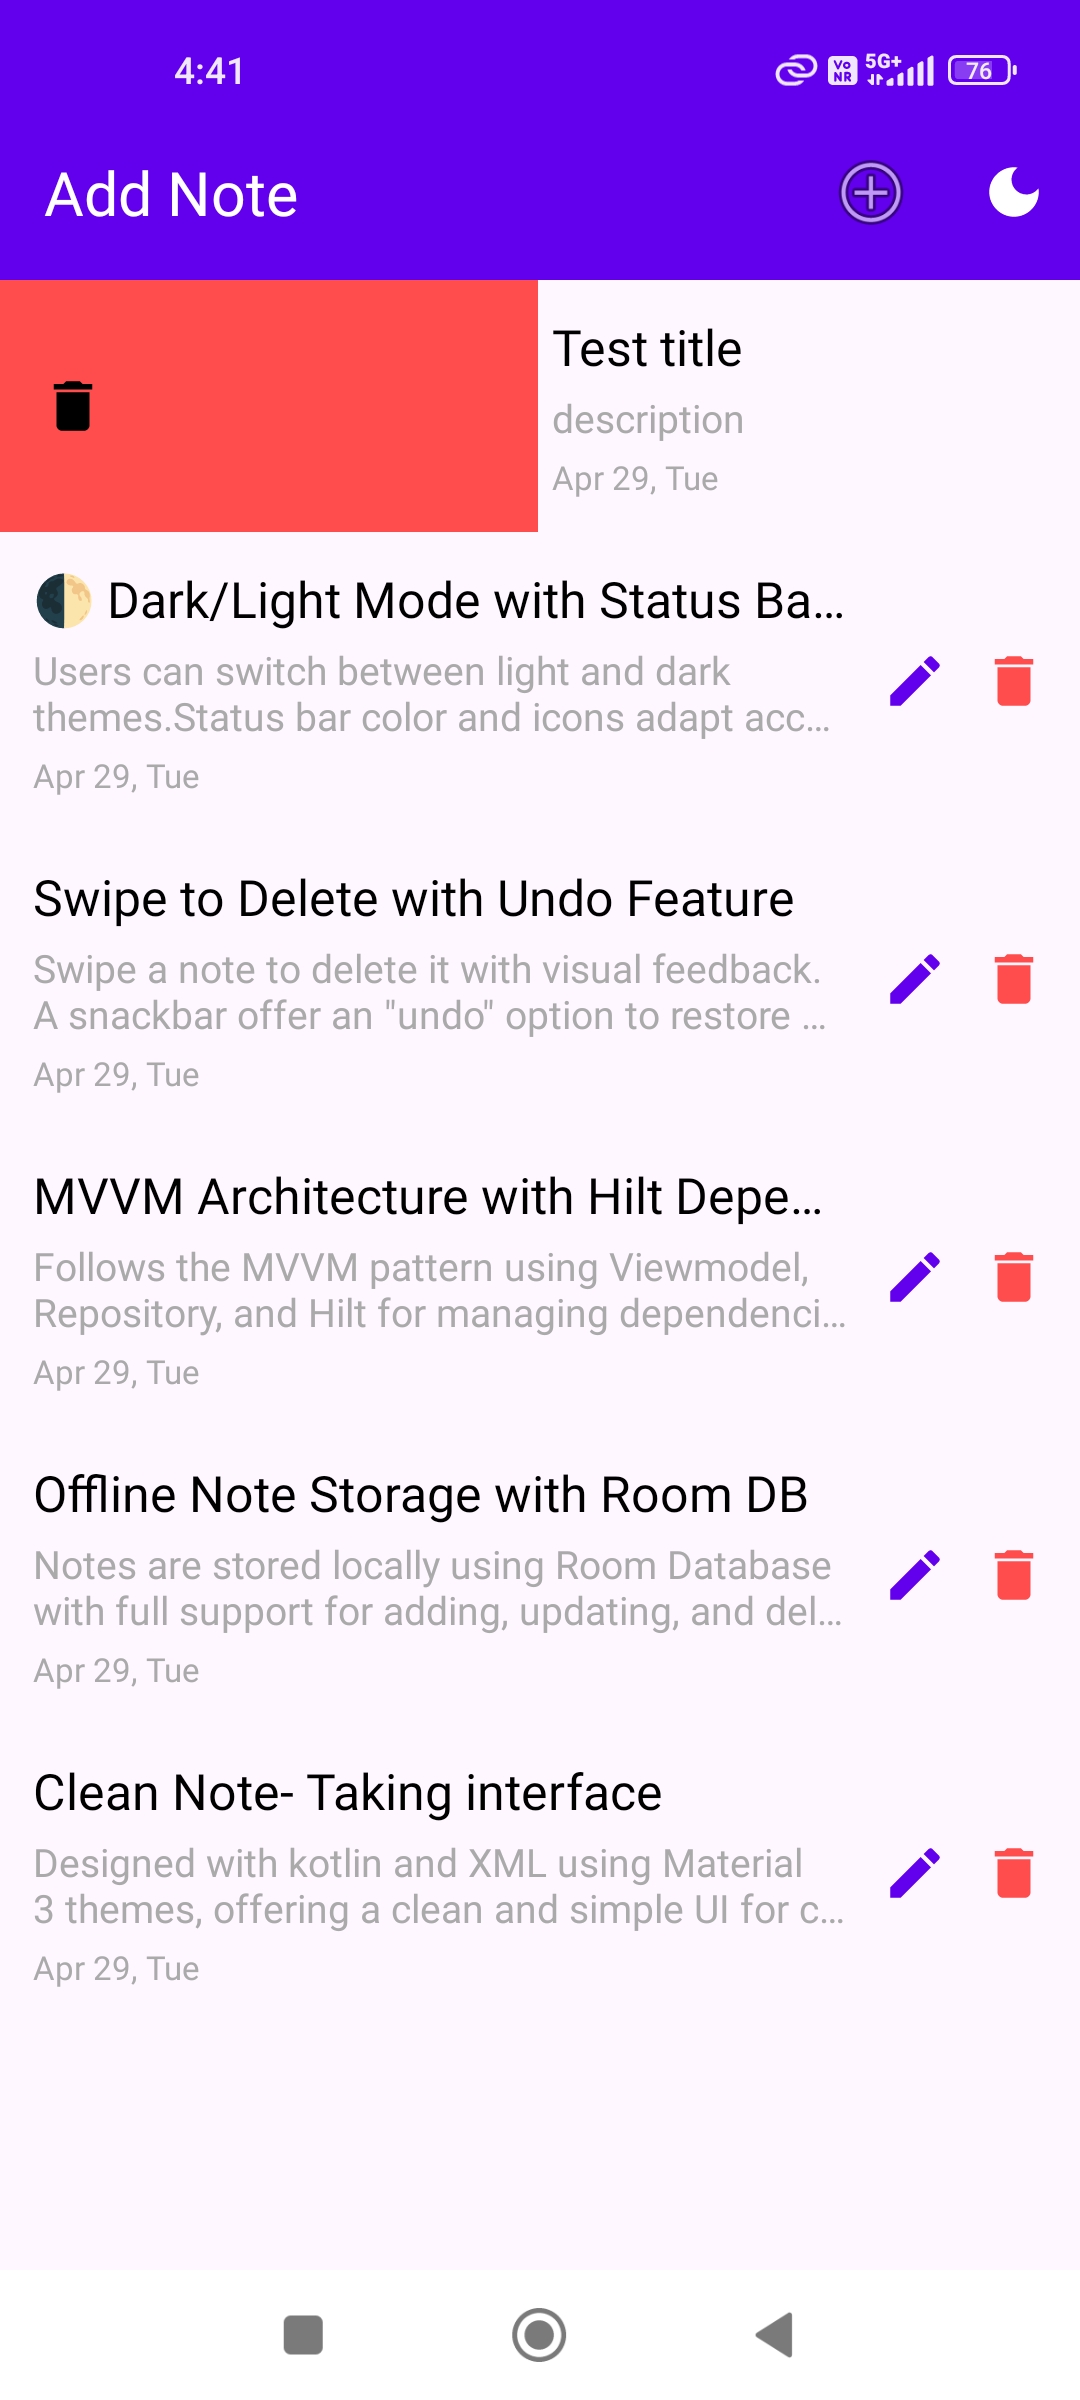 4:41
Vo
NR
5G+
76
Add Note
Test title
description
Apr 29, Tue
🌓 Dark/Light Mode with Status Ba...
Users can switch between light and dark
themes.Status bar color and icons adapt acc...
Apr 29, Tue
Swipe to Delete with Undo Feature
Swipe a note to delete it with visual feedback.
A snackbar offer an "undo" option to restore ...
Apr 29, Tue
MVVM Architecture with Hilt Depe...
Follows the MVVM pattern using Viewmodel,
Repository, and Hilt for managing dependenci...
Apr 29, Tue
Offline Note Storage with Room DB
Notes are stored locally using Room Database
with full support for adding, updating, and del...
Apr 29, Tue
Clean Note- Taking interface
Designed with kotlin and XML using Material
3 themes, offering a clean and simple UI for c...
Apr 29, Tue